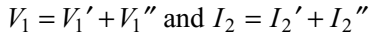 V₁ = V₁′ + V₁″ and I₂ = I₂′ + I₂″